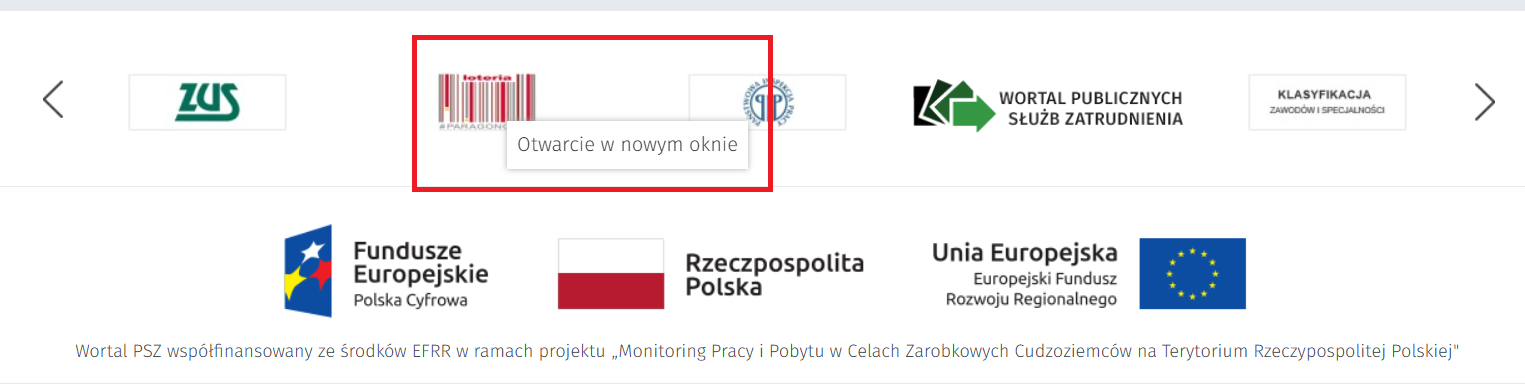 ZUS
loteria
Otwarcie w nowym oknie
PAŃSTWOWA INSPEKCJA PRACY
WORTAL PUBLICZNYCH
SŁUŻB ZATRUDNIENIA
KLASYFIKACJA
ZAWODÓW I SPECJALNOŚCI
Fundusze
Europejskie
Polska Cyfrowa
Rzeczpospolita
Polska
Unia Europejska
Europejski Fundusz
Rozwoju Regionalnego
Wortal PSZ współfinansowany ze środków EFRR w ramach projektu „Monitoring Pracy i Pobytu w Celach Zarobkowych Cudzoziemców na Terytorium Rzeczypospolitej Polskiej"